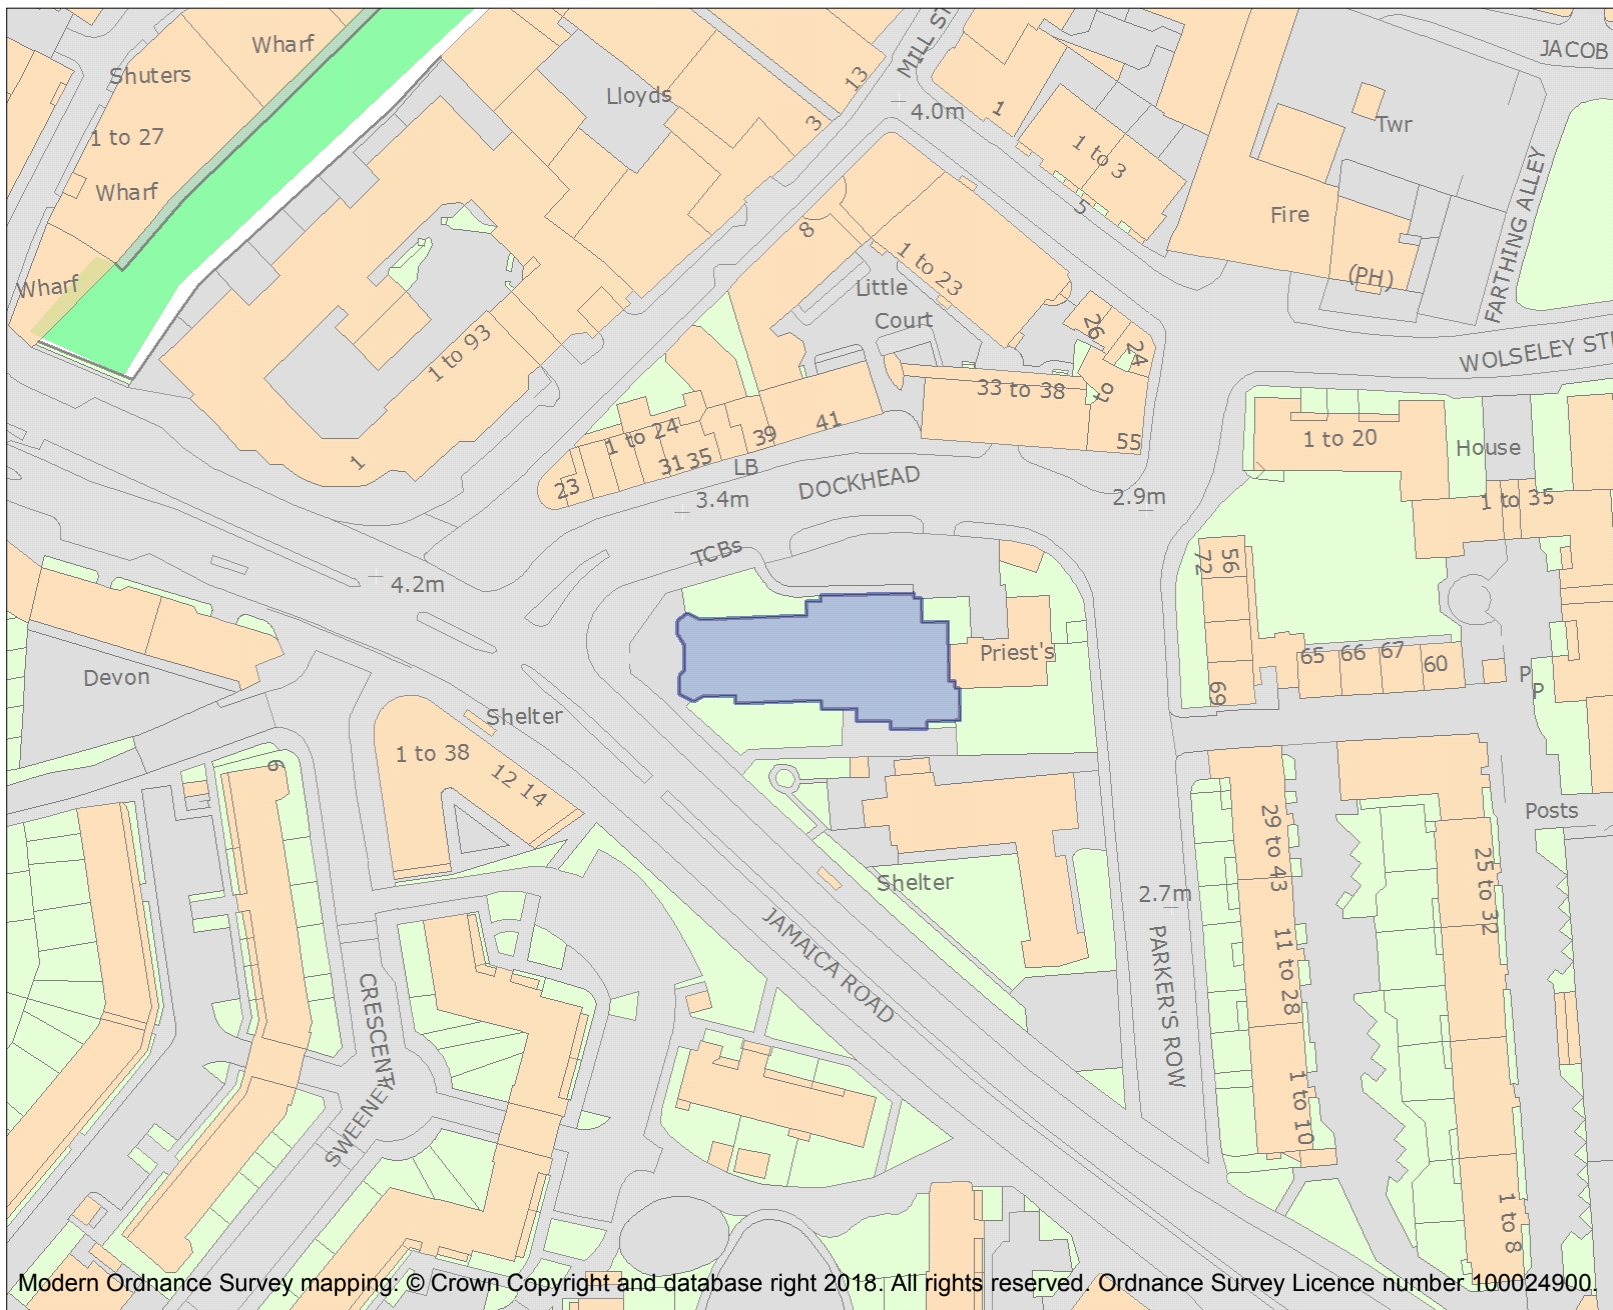 Wharf
MILL ST
JACOB
Shuters
13
Lloyds
4.0m
1
Twr
3
1 to 27
1 to 3
Wharf
5
Fire
FARTHING ALLEY
8
1 to 23
(PH)
Wharf
Little
Court
26
24
WOLSELEY STR
1 to 93
33 to 38
1 to 24
39
41
55
1 to 20
House
1
31
35
LB
23
DOCKHEAD
3.4m
2.9m
1 to 35
TCBs
4.2m
72
56
Priest's
65
66
67
60
Devon
69
P
P
Shelter
1 to 38
12
14
Posts
29 to 43
25 to 32
Shelter
2.7m
JAMAICA ROAD
PARKER'S ROW
11 to 28
CRESCENT
SWEENEY
1 to 10
1 to 8
Modern Ordnance Survey mapping: © Crown Copyright and database right 2018. All rights reserved. Ordnance Survey Licence number 100024900.